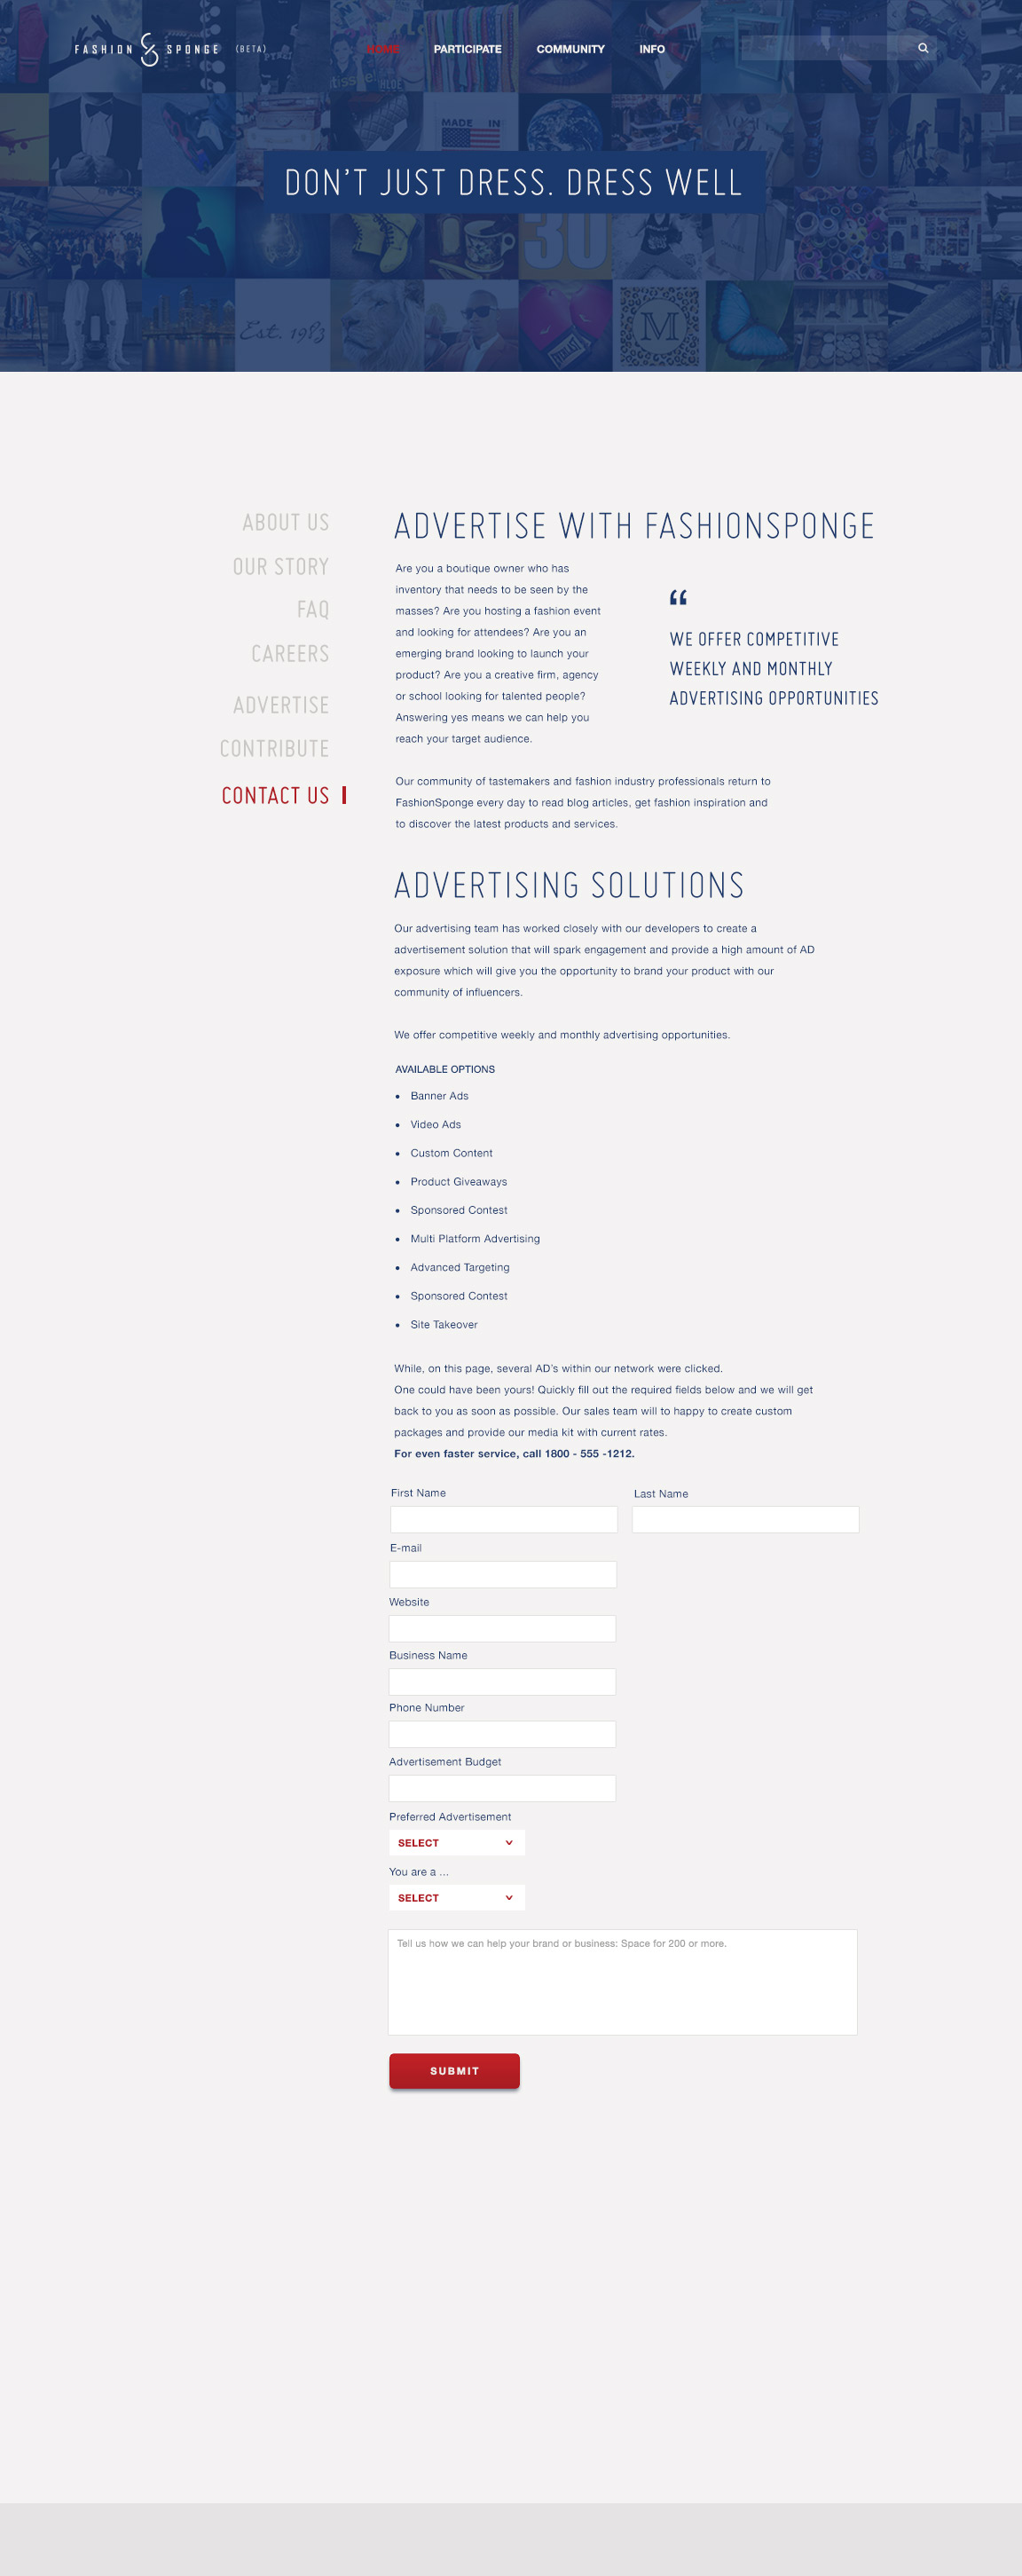 FASHION SPONGE (BETA)
HOME PARTICIPATE COMMUNITY INFO
tissue
BLUE
MADE IN
DON'T JUST DRESS. DRESS WELL
30
Est. 1983
EVERLAST
M
ABOUT US
OUR STORY
FAQ
CAREERS
ADVERTISE
CONTRIBUTE
CONTACT US
ADVERTISE WITH FASHIONSPONGE
Are you a boutique owner who has
inventory that needs to be seen by the
masses? Are you hosting a fashion event
and looking for attendees? Are you an
emerging brand looking to launch your
product? Are you a creative firm, agency
or school looking for talented people?
Answering yes means we can help you
reach your target audience.
“
WE OFFER COMPETITIVE
WEEKLY AND MONTHLY
ADVERTISING OPPORTUNITIES
Our community of tastemakers and fashion industry professionals return to
FashionSponge every day to read blog articles, get fashion inspiration and
to discover the latest products and services.
ADVERTISING SOLUTIONS
Our advertising team has worked closely with our developers to create a
advertisement solution that will spark engagement and provide a high amount of AD
exposure which will give you the opportunity to brand your product with our
community of influencers.
We offer competitive weekly and monthly advertising opportunities.
AVAILABLE OPTIONS
• Banner Ads
• Video Ads
• Custom Content
• Product Giveaways
• Sponsored Contest
• Multi Platform Advertising
• Advanced Targeting
• Sponsored Contest
• Site Takeover
While, on this page, several AD's within our network were clicked.
One could have been yours! Quickly fill out the required fields below and we will get
back to you as soon as possible. Our sales team will to happy to create custom
packages and provide our media kit with current rates.
For even faster service, call 1800 - 555 -1212.
First Name
Last Name
E-mail
Website
Business Name
Phone Number
Advertisement Budget
Preferred Advertisement
SELECT
You are a ...
SELECT
Tell us how we can help your brand or business: Space for 200 or more.
SUBMIT